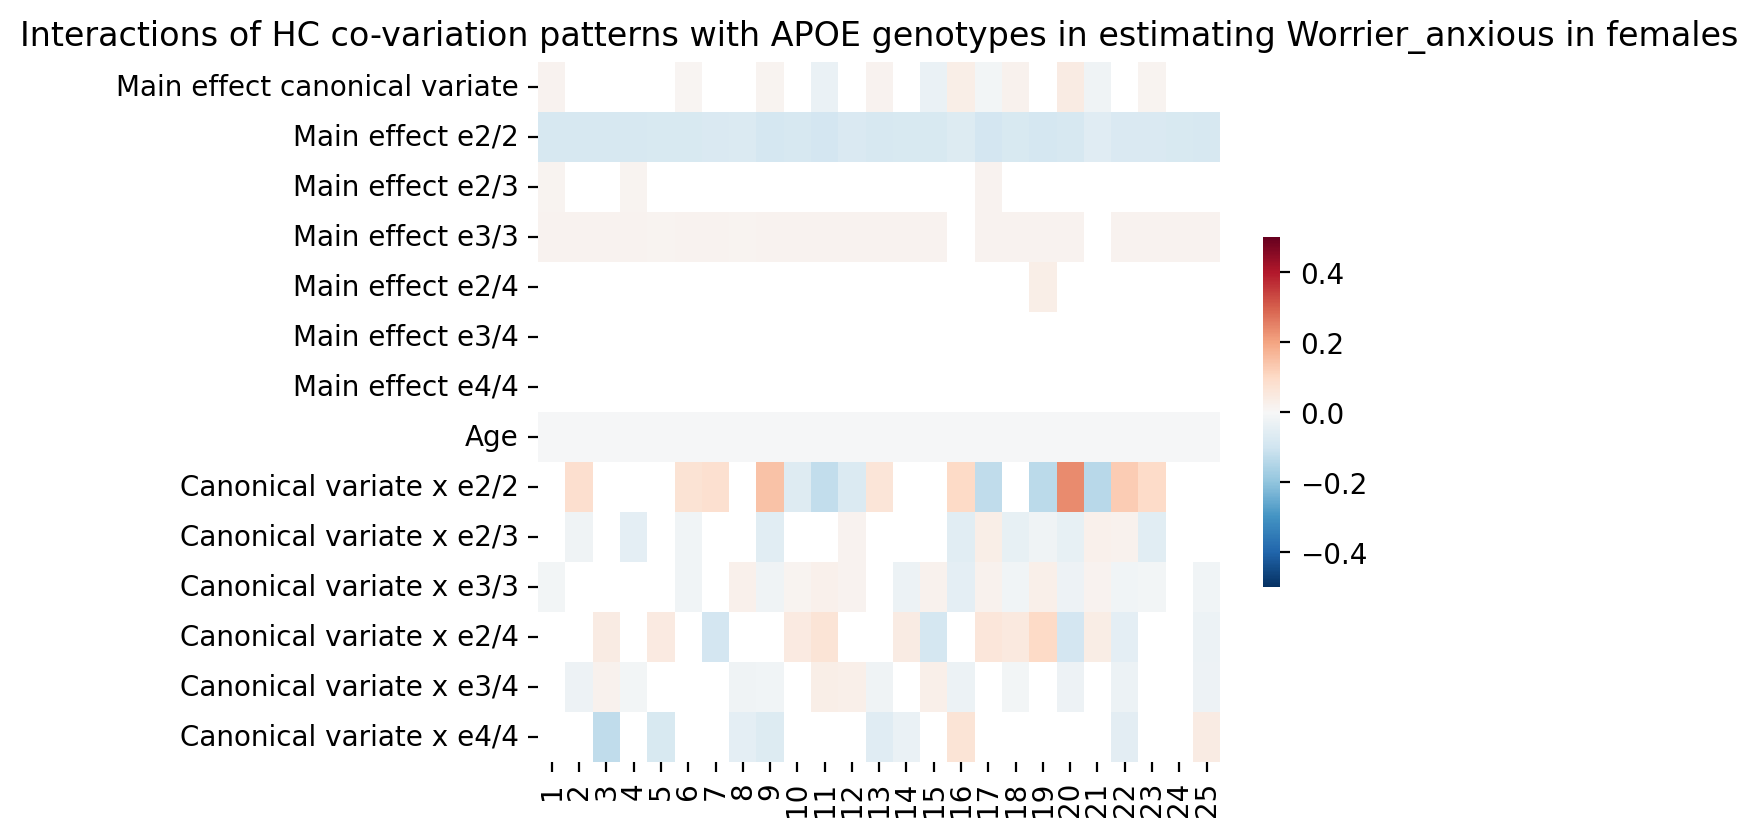 Interactions of HC co-variation patterns with APOE genotypes in estimating Worrier_anxious in females
Main effect canonical variate
Main effect e2/2
Main effect e2/3
Main effect e3/3
Main effect e2/4
Main effect e3/4
Main effect e4/4
Age
Canonical variate x e2/2
Canonical variate x e2/3
Canonical variate x e3/3
Canonical variate x e2/4
Canonical variate x e3/4
Canonical variate x e4/4
1 2 3 4 5 6 7 8 9 10 11 12 13 14 15 16 17 18 19 20 21 22 23 24 25
0.4
0.2
0.0
−0.2
−0.4